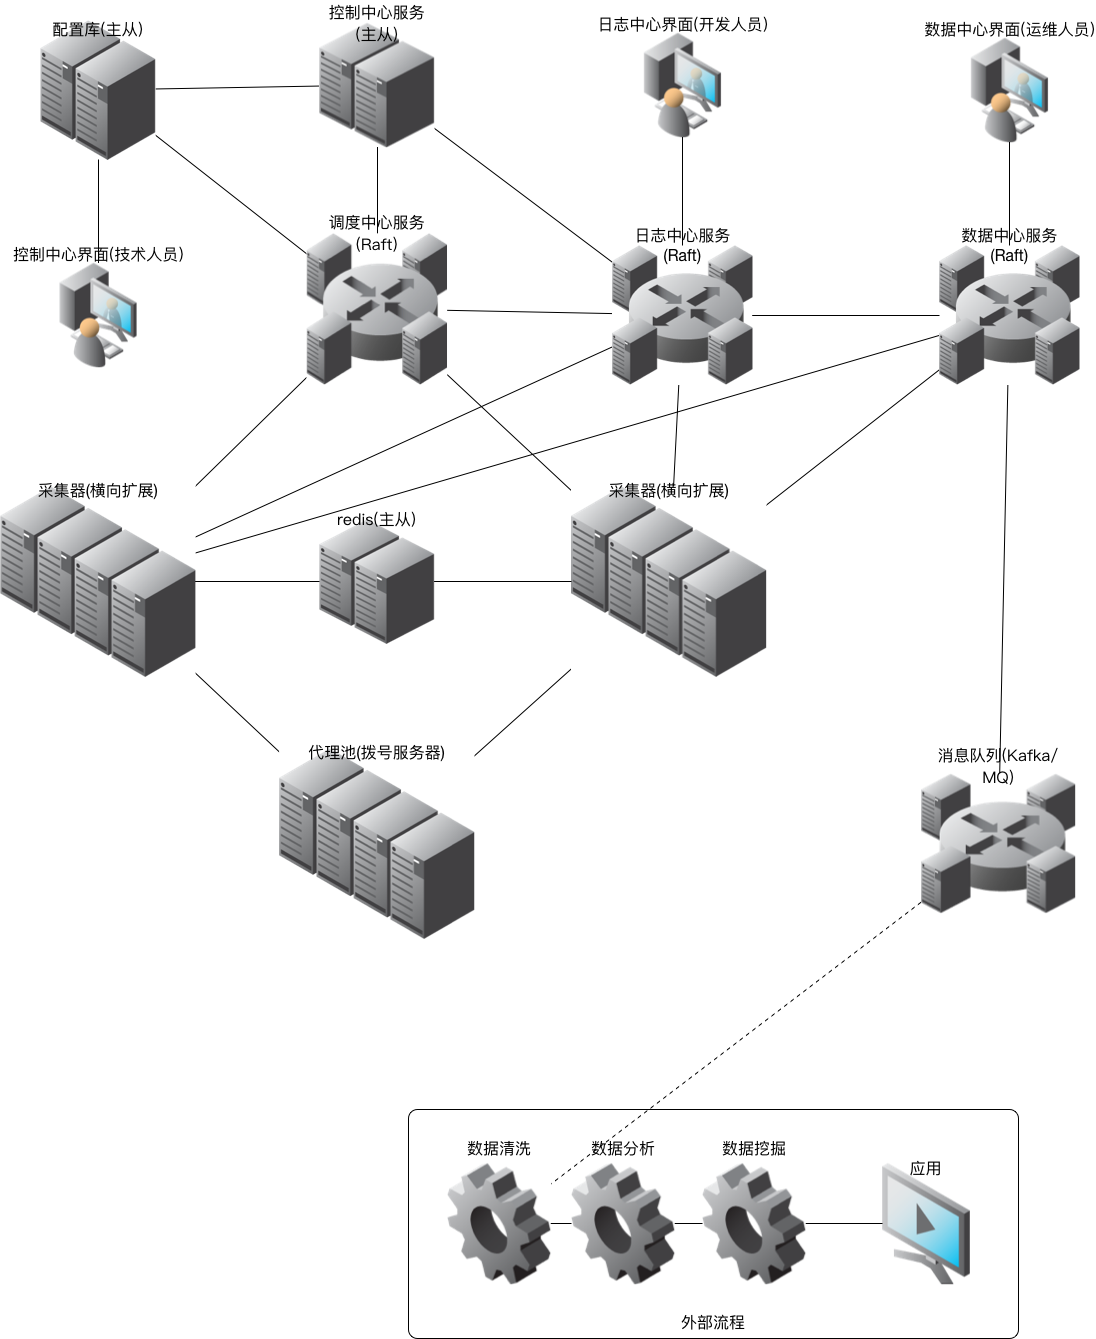 配置库(主从)
控制中心服务
(主从)
日志中心界面(开发人员)
数据中心界面(运维人员)
控制中心界面(技术人员)
调度中心服务
(Raft)
日志中心服务
(Raft)
数据中心服务
(Raft)
采集器(横向扩展)
redis(主从)
采集器(横向扩展)
代理池(拨号服务器)
消息队列(Kafka/
MQ)
数据清洗
数据分析
数据挖掘
应用
外部流程